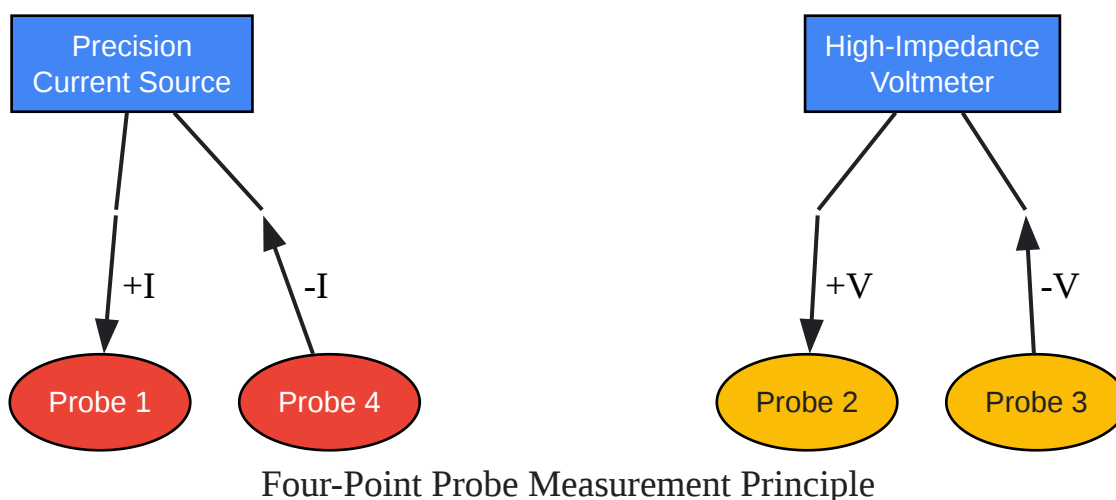 Precision
Current Source
High-Impedance
Voltmeter
+I
-I
+V
-V
Probe 1
Probe 4
Probe 2
Probe 3
Four-Point Probe Measurement Principle